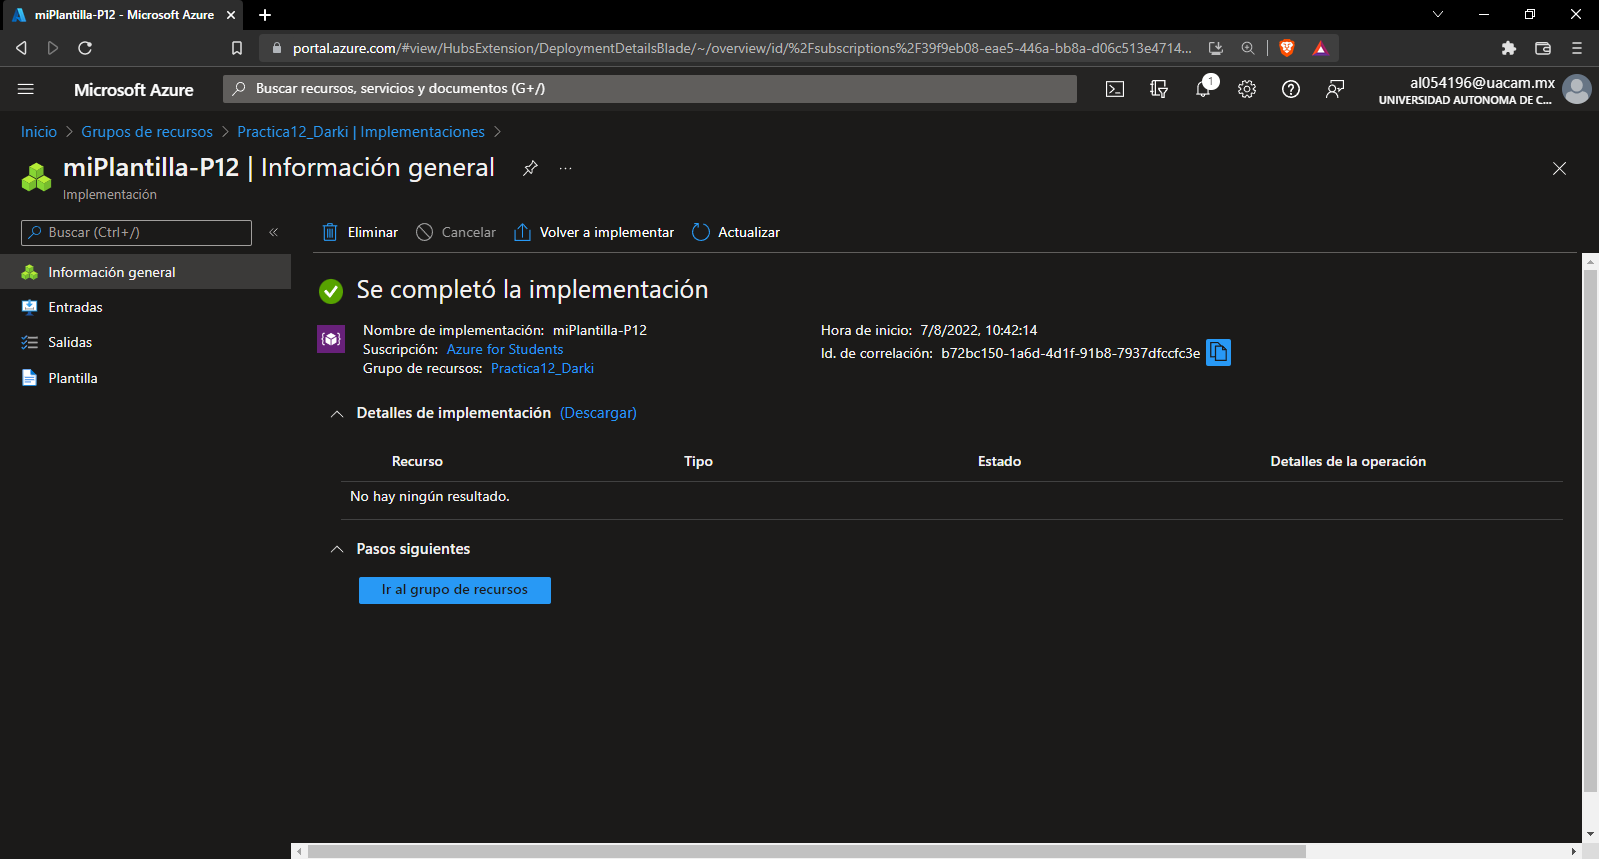 miPlantilla-P12 - Microsoft Azure
portal.azure.com/#view/HubsExtension/DeploymentDetailsBlade/~/overview/id/%2Fsubscriptions%2F39f9eb08-eae5-446a-bb8a-d06c513e4714...
Microsoft Azure
Buscar recursos, servicios y documentos (G+/)
1
al054196@uacam.mx
UNIVERSIDAD AUTONOMA DE C...
Inicio > Grupos de recursos > Practica12_Darki | Implementaciones >
miPlantilla-P12 | Información general
...
Implementación
Buscar (Ctrl+/)
«
Eliminar
Cancelar
Volver a implementar
Actualizar
Información general
Entradas
Salidas
Plantilla
Se completó la implementación
Nombre de implementación: miPlantilla-P12
Suscripción: Azure for Students
Grupo de recursos: Practica12_Darki
Hora de inicio: 7/8/2022, 10:42:14
Id. de correlación: b72bc150-1a6d-4d1f-91b8-7937dfccfc3e
Detalles de implementación (Descargar)
Recurso Tipo Estado Detalles de la operación
No hay ningún resultado.
Pasos siguientes
Ir al grupo de recursos